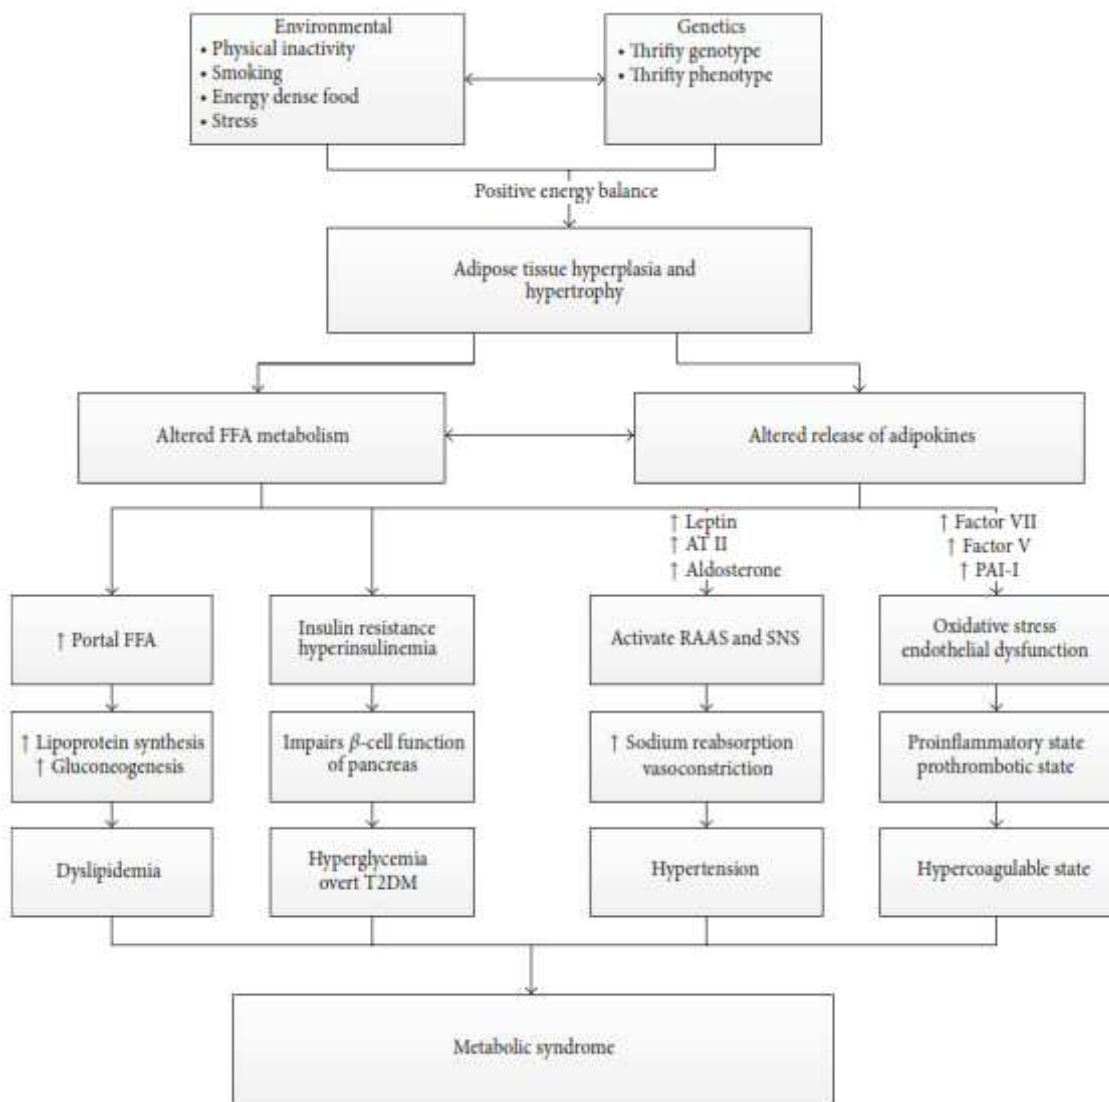 Environmental
• Physical inactivity
• Smoking
• Energy dense food
• Stress
Genetics
• Thrifty genotype
• Thrifty phenotype
Positive energy balance
Adipose tissue hyperplasia and
hypertrophy
Altered FFA metabolism
Altered release of adipokines
↑ Leptin
↑ AT II
↑ Aldosterone
↑ Factor VII
↑ Factor V
↑ PAI-I
↑ Portal FFA
Insulin resistance
hyperinsulinemia
Activate RAAS and SNS
Oxidative stress
endothelial dysfunction
↑ Lipoprotein synthesis
↑ Gluconeogenesis
Impairs β-cell function
of pancreas
↑ Sodium reabsorption
vasoconstriction
Proinflammatory state
prothrombotic state
Dyslipidemia
Hyperglycemia
overt T2DM
Hypertension
Hypercoagulable state
Metabolic syndrome